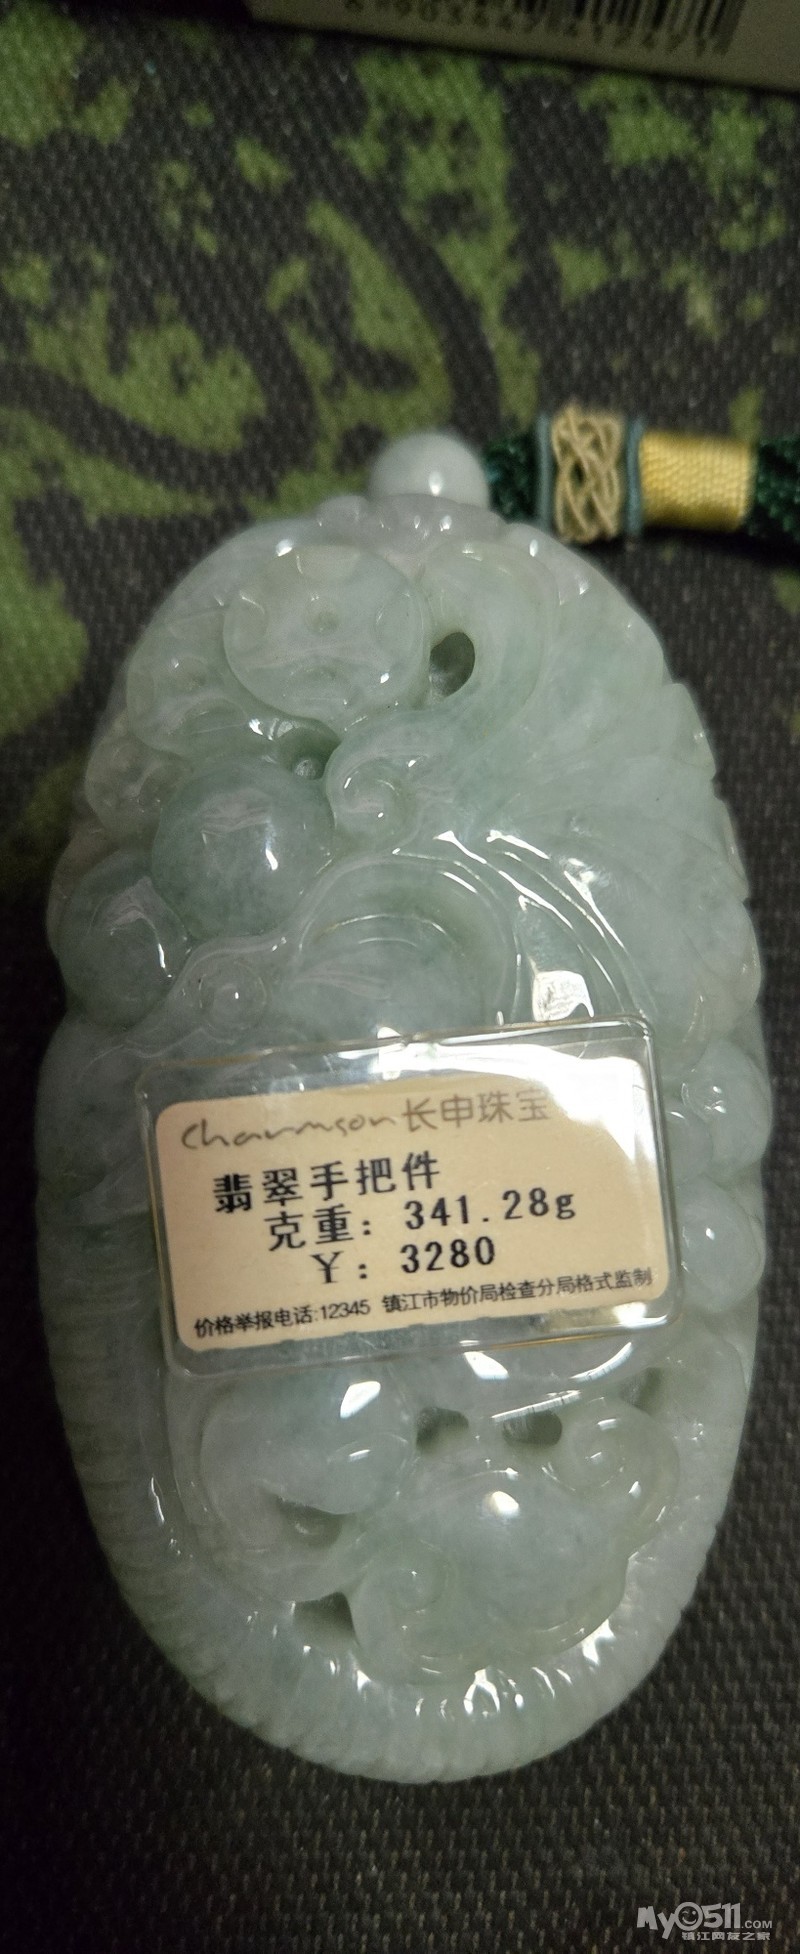 charmson长申珠宝
翡翠手把件
克重：341.28g
￥：3280
价格举报电话:12345 镇江市物价局检查分局格式监制
My0511.COM
镇江网友之家